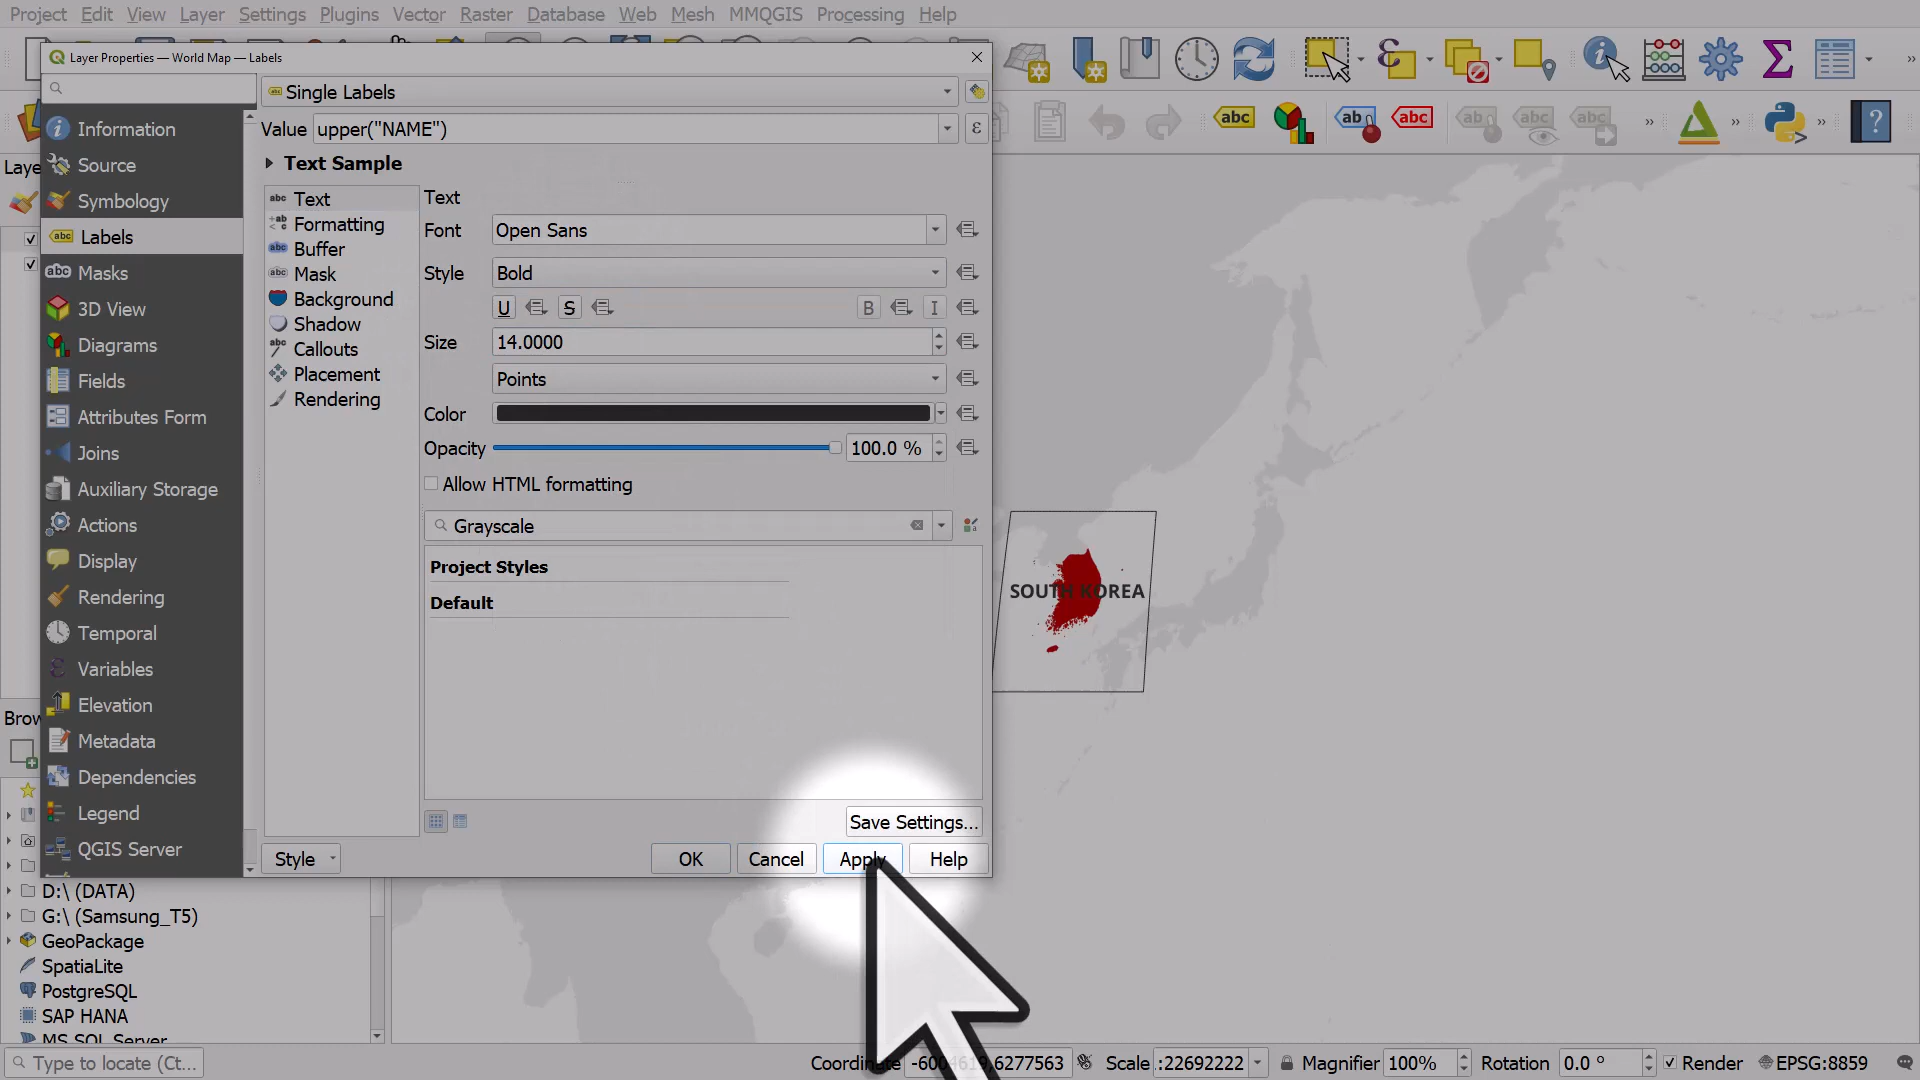 Project Edit View Layer Settings Plugins Vector Raster Database Web Mesh MMQGIS Processing Help
Layer Properties — World Map — Labels
Single Labels
Value upper("NAME")
Text Sample
Information
Source
Symbology
Labels
Masks
3D View
Diagrams
Fields
Attributes Form
Joins
Auxiliary Storage
Actions
Display
Rendering
Temporal
Variables
Elevation
Metadata
Dependencies
Legend
QGIS Server
Text
Formatting
Buffer
Mask
Background
Shadow
Callouts
Placement
Rendering
Text
Font Open Sans
Style Bold
U S B I
Size 14.0000
Points
Color
Opacity 100.0 %
Allow HTML formatting
Grayscale
Project Styles
Default
Save Settings...
Style OK Cancel Apply Help
SOUTH KOREA
D:\ (DATA)
G:\ (Samsung_T5)
GeoPackage
SpatiaLite
PostgreSQL
SAP HANA
MS SQL Server
Type to locate (Ct... Scale :22692222 Magnifier 100% Rotation 0.0 ° Render EPSG:8859